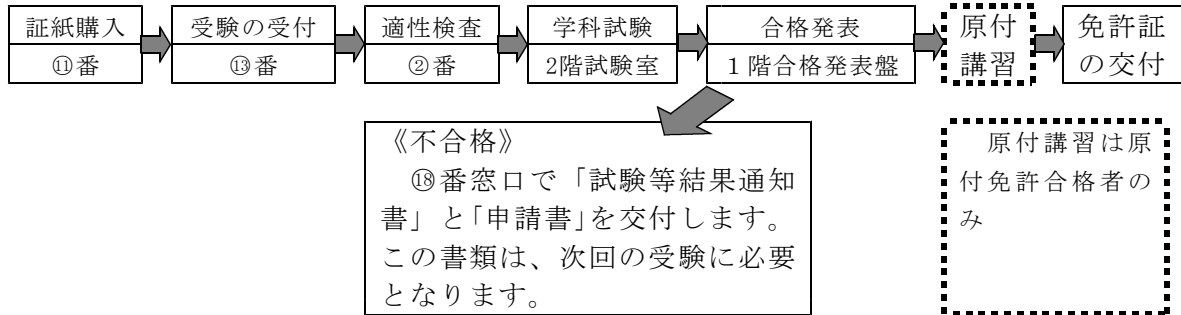 証紙購入
⑪番
受験の受付
⑬番
適性検査
②番
学科試験
2階試験室
合格発表
1階合格発表盤
原付
講習
免許証
の交付
《不合格》
⑱番窓口で「試験等結果通知
書」と「申請書」を交付します。
この書類は、次回の受験に必要
となります。
原付講習は原
付免許合格者の
み